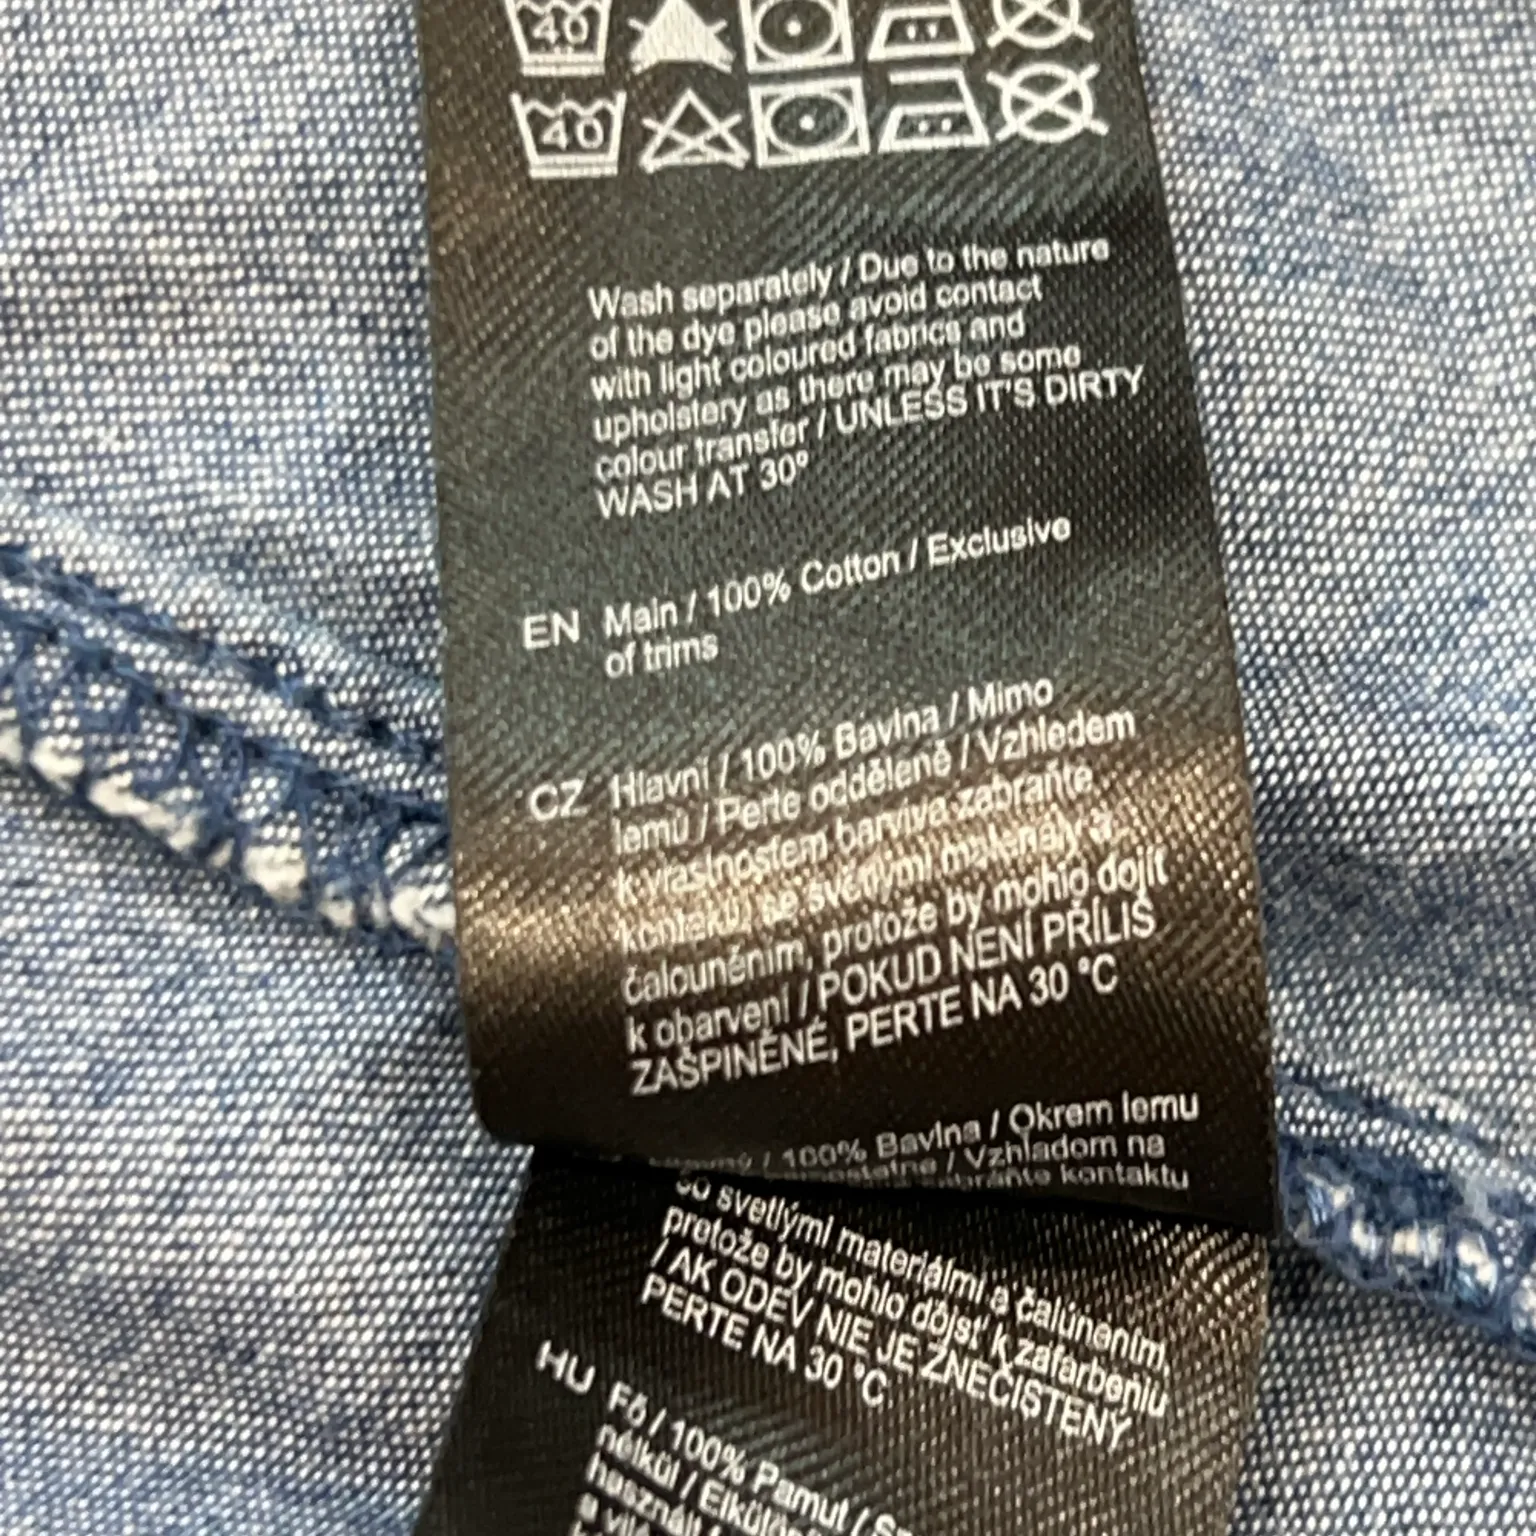 40
40
Wash separately / Due to the nature
of the dye please avoid contact
with light coloured fabrics and
upholstery as there may be some
colour transfer / UNLESS IT'S DIRTY
WASH AT 30°
EN Main / 100% Cotton / Exclusive
of trims
CZ Hlavní / 100% Bavlna / Mimo
lemů / Perte odděleně / Vzhledem
k vlastnostem barviva zabraňte
kontaktu se světlými materiály a
čalouněním, protože by mohlo dojít
k obarvení / POKUD NENÍ PŘÍLIŠ
ZAŠPINĚNÉ, PERTE NA 30 °C
/ 100% Bavlna / Okrem lemu
/ Vzhľadom na
kontaktu
so svetlými materiálmi a čalúnením,
pretože by mohlo dôjsť k zafarbeniu
/ AK ODEV NIE JE ZNEČISTENÝ
PERTE NA 30 °C
HU Fő / 100% Pamut /
nélkül /